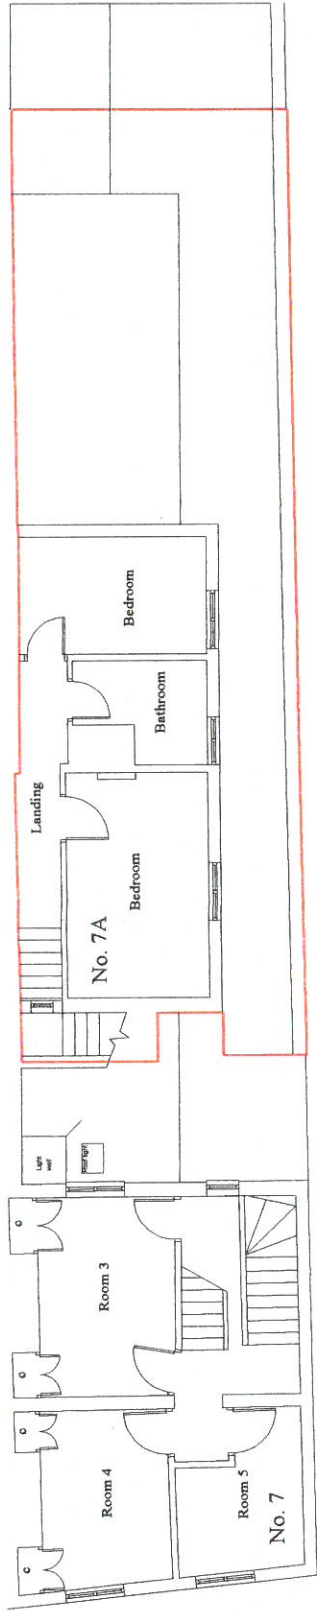 Bedroom
Bathroom
Landing
Bedroom
No. 7A
Light
well
Roof light
C
Room 3
C
C
Room 4
C
Room 5
No. 7